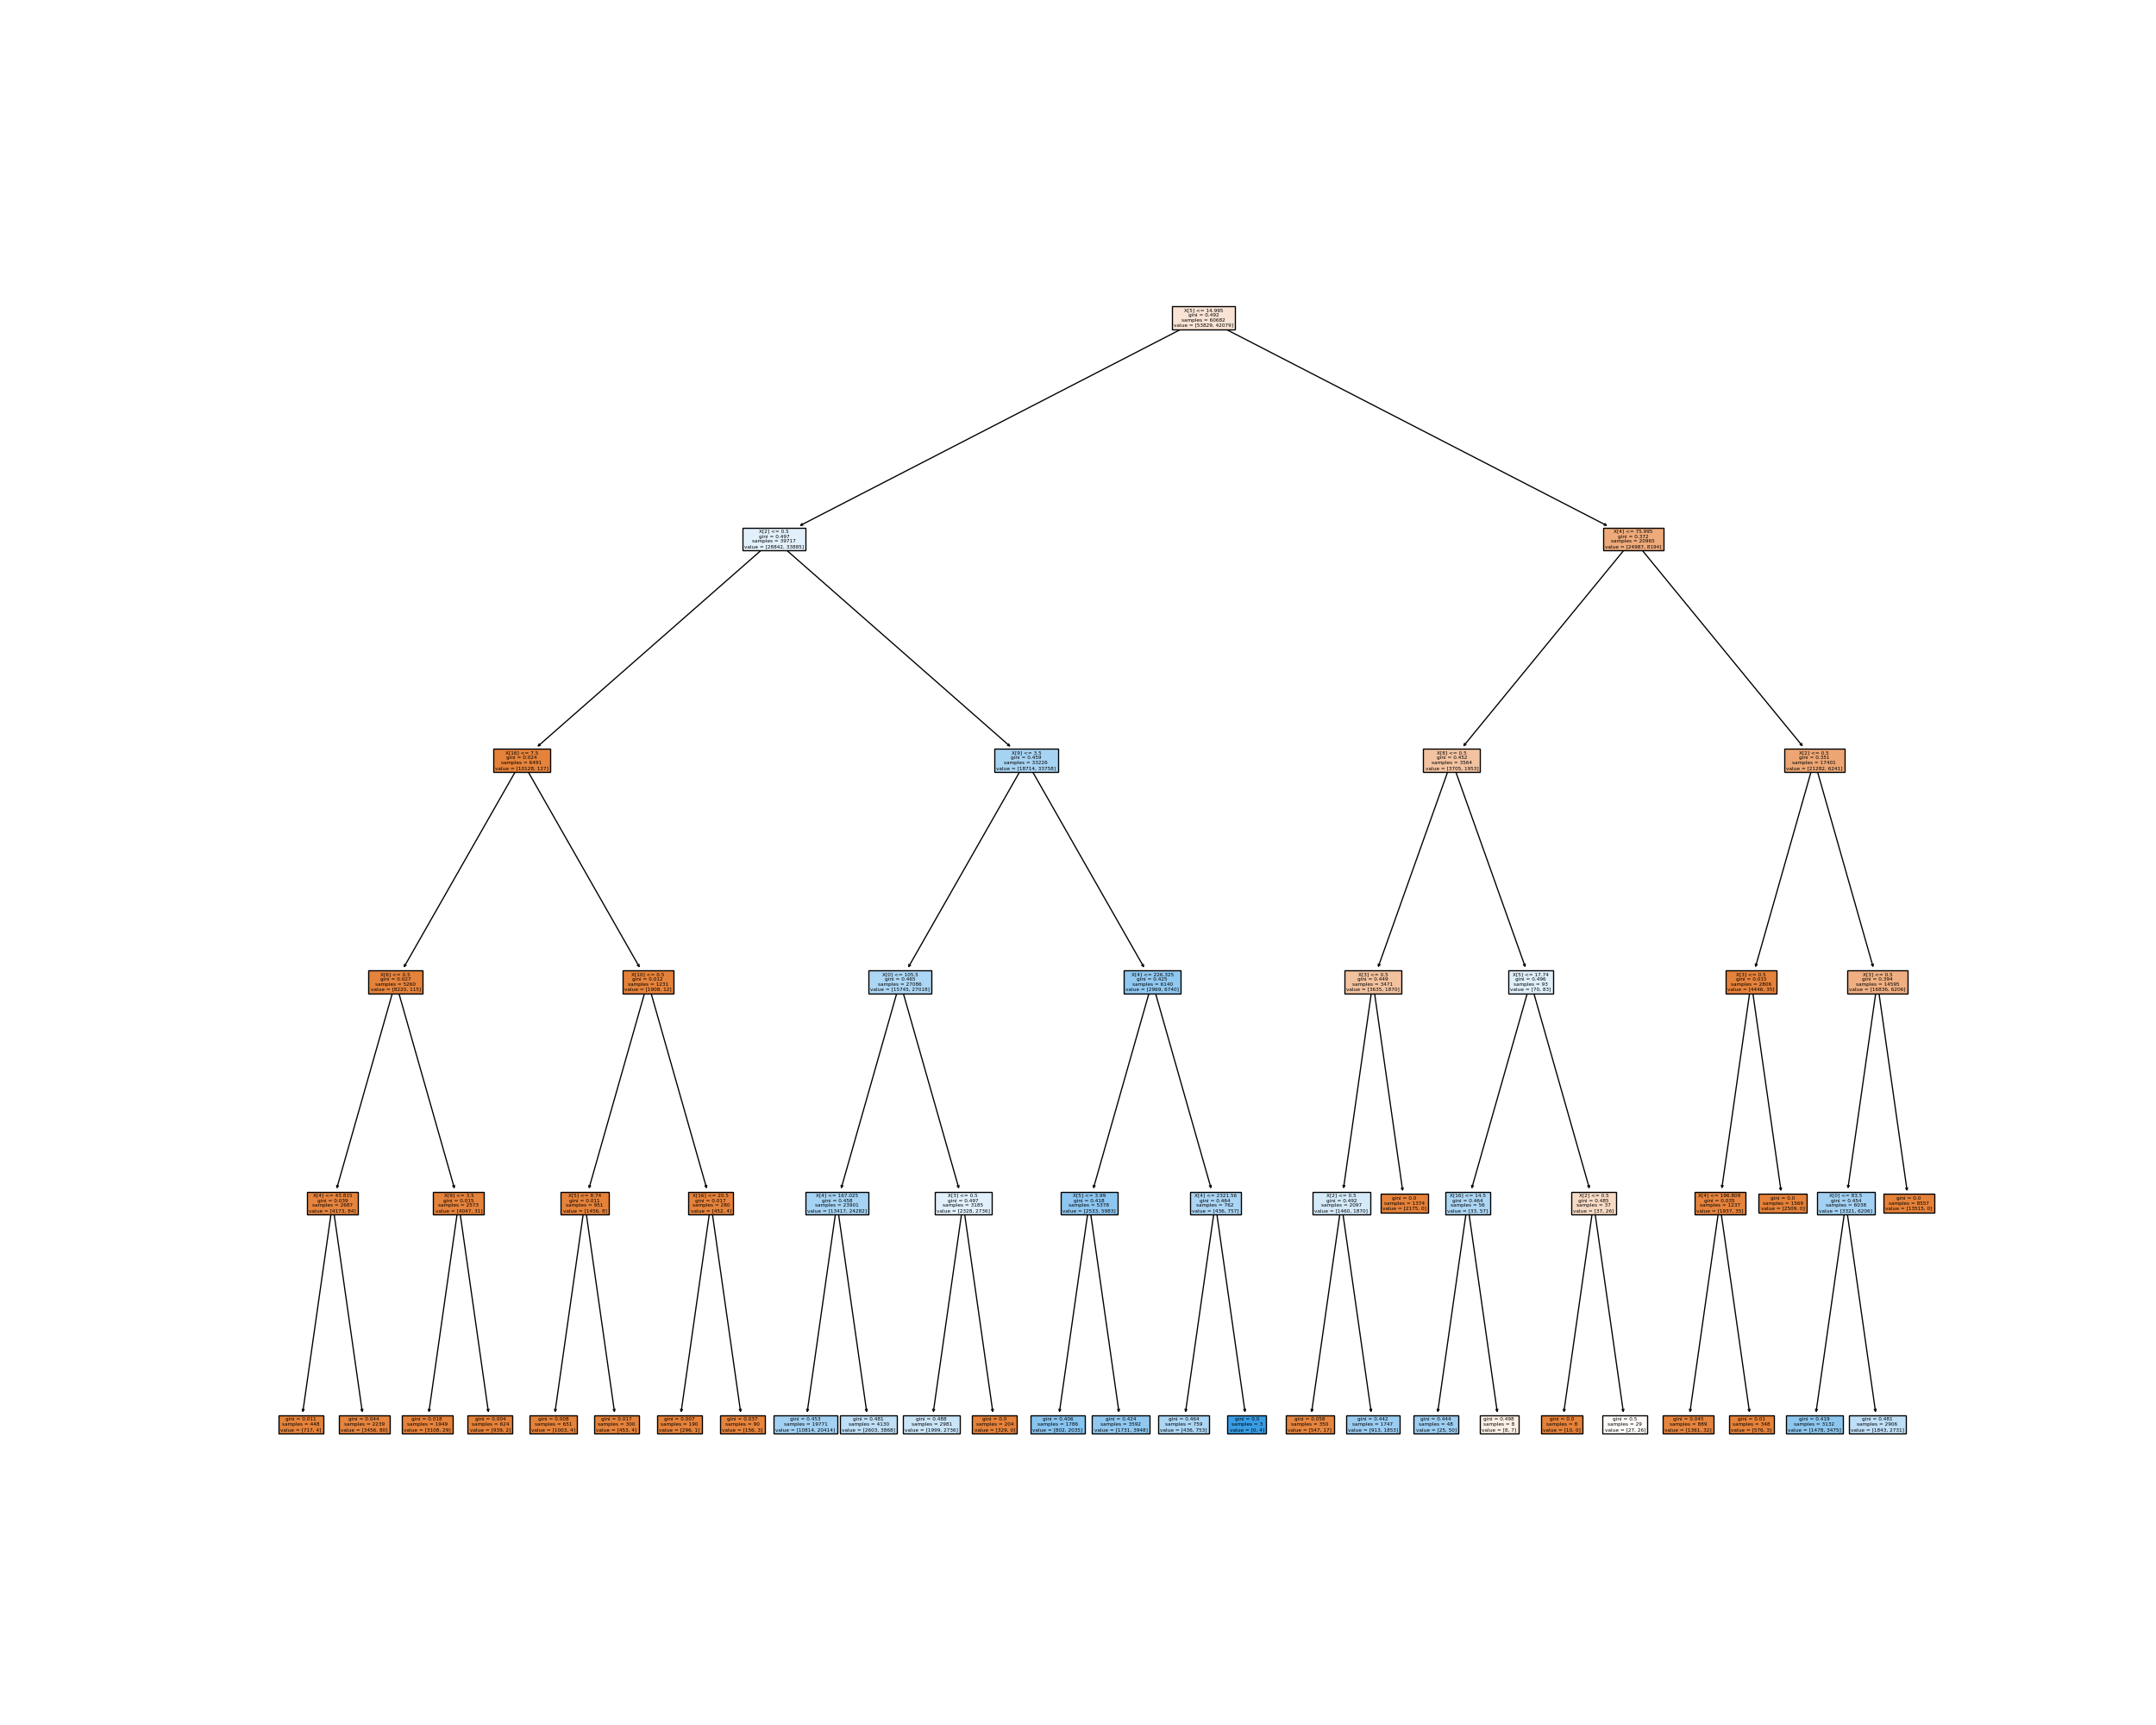 X[5] <= 14.995
gini = 0.492
samples = 60682
value = [53829, 42079]
X[2] <= 0.5
gini = 0.497
samples = 39717
value = [28842, 33885]
X[4] <= 75.995
gini = 0.372
samples = 20965
value = [24987, 8194]
X[16] <= 7.5
gini = 0.024
samples = 6491
value = [10128, 127]
X[9] <= 3.5
gini = 0.459
samples = 33226
value = [18714, 33758]
<= 0.5
gini = 0.452
samples = 3564
value = [3705, 1953]
X[2] <= 0.5
gini = 0.351
samples = 17401
value = [21282, 6241]
<= 0.5
gini = 0.027
samples = 5260
value = [8220, 115]
X[10] <= 0.5
gini = 0.012
samples = 1231
value = [1908, 12]
X[0] <= 105.5
gini = 0.465
samples = 27086
value = [15745, 27018]
X[4] <= 226.325
gini = 0.425
samples = 6140
value = [2969, 6740]
X[3] <= 0.5
gini = 0.449
samples = 3471
value = [3635, 1870]
X[5] <= 17.74
gini = 0.496
samples = 93
value = [70, 83]
X[3] <= 0.5
gini = 0.015
samples = 2806
value = [4446, 35]
X[3] <= 0.5
gini = 0.394
samples = 14595
value = [16836, 6206]
X[4] <=
gini = 0.039
samples = 2687
value = [4173, 84]
<= 3.5
gini = 0.015
samples = 2573
value = [4047, 31]
X[5] <= 8.74
gini = 0.011
samples = 951
value = [1456, 8]
X[16] <= 20.5
gini = 0.017
samples = 280
value = [452, 4]
X[4] <= 167.025
gini = 0.458
samples = 23901
value = [13417, 24282]
X[3] <= 0.5
gini = 0.497
samples = 3185
value = [2328, 2736]
X[5] <= 3.99
gini = 0.418
samples = 5378
value = [2533, 5983]
X[4] <= 2321.56
gini = 0.464
samples = 762
value = [436, 757]
X[2] <= 0.5
gini = 0.492
samples = 2097
value = [1460, 1870]
gini = 0.0
samples = 1374
value = [2175, 0]
X[16] <= 14.5
gini = 0.464
samples = 56
value = [33, 57]
X[2] <= 0.5
gini = 0.485
samples = 37
value = [37, 26]
X[4] <= 196.808
gini = 0.035
samples = 1237
value = [1937, 35]
gini = 0.0
samples = 1569
value = [2509, 0]
X[0] <= 83.5
gini = 0.454
samples = 6038
value = [3321, 6206]
gini = 0.0
samples = 8557
value = [13515, 0]
gini = 0.011
samples = 448
value = [717, 4]
gini = 0.044
samples = 2239
value = [3456, 80]
gini = 0.018
samples = 1949
value = [3108, 29]
gini = 0.004
samples = 624
value = [939, 2]
gini = 0.008
samples = 651
value = [1003, 4]
gini = 0.017
samples = 300
value = [453, 4]
gini = 0.007
samples = 190
value = [296, 1]
gini = 0.037
samples = 90
value = [156, 3]
gini = 0.453
samples = 19771
value = [10814, 20414]
gini = 0.481
samples = 4130
value = [2603, 3868]
gini = 0.488
samples = 2981
value = [1999, 2736]
gini = 0.0
samples = 204
value = [329, 0]
gini = 0.406
samples = 1786
value = [802, 2035]
gini = 0.424
samples = 3592
value = [1731, 3948]
gini = 0.464
samples = 759
value = [436, 753]
gini = 0.0
samples = 3
value = [0, 4]
gini = 0.058
samples = 350
value = [547, 17]
gini = 0.442
samples = 1747
value = [913, 1853]
gini = 0.444
samples = 48
value = [25, 50]
gini = 0.498
samples = 8
value = [8, 7]
gini = 0.0
samples = 8
value = [10, 0]
gini = 0.5
samples = 29
value = [27, 26]
gini = 0.045
samples = 889
value = [1361, 32]
gini = 0.01
samples = 348
value = [576, 3]
gini = 0.419
samples = 3132
value = [1478, 3475]
gini = 0.481
samples = 2906
value = [1843, 2731]